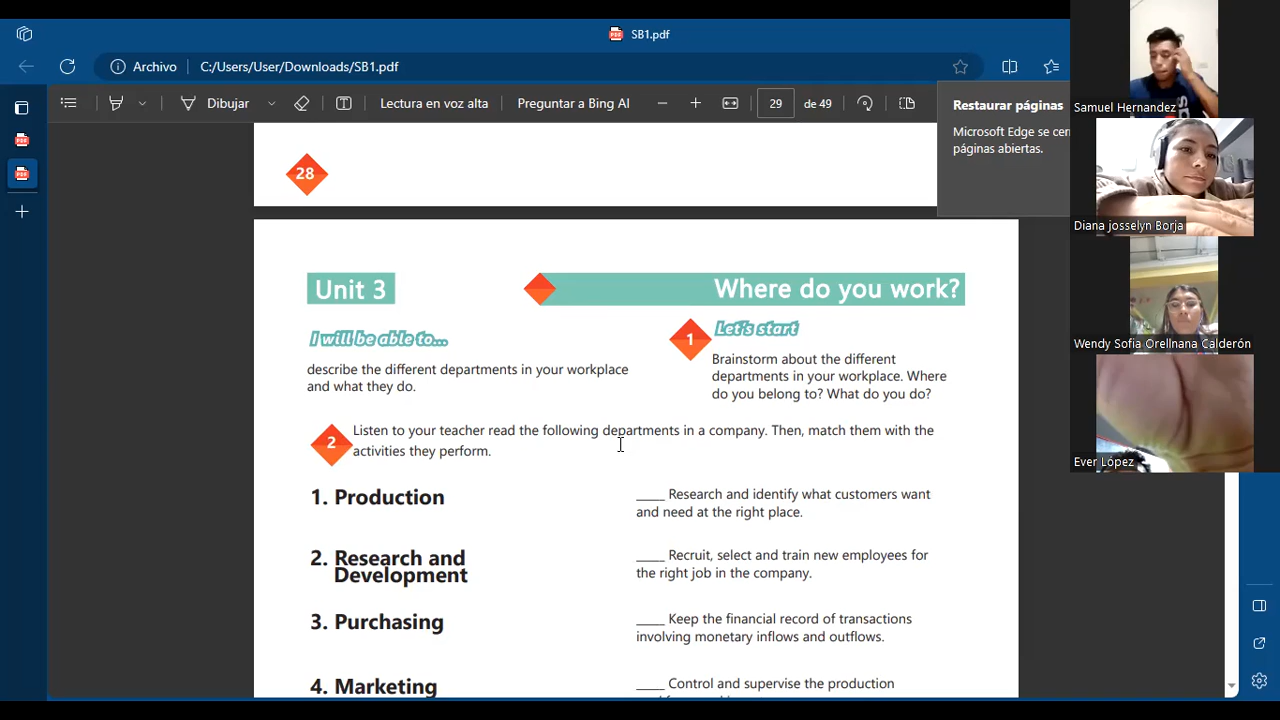 SB1.pdf
Archivo
C:/Users/User/Downloads/SB1.pdf
Dibujar
Lectura en voz alta
Preguntar a Bing AI
29
de 49
Restaurar páginas
Microsoft Edge se cer
páginas abiertas.
28
Unit 3
Where do you work?
I will be able to...
describe the different departments in your workplace
and what they do.
1
Let's start
Brainstorm about the different
departments in your workplace. Where
do you belong to? What do you do?
2
Listen to your teacher read the following departments in a company. Then, match them with the
activities they perform.
1. Production
____ Research and identify what customers want
and need at the right place.
2. Research and
Development
____ Recruit, select and train new employees for
the right job in the company.
3. Purchasing
____ Keep the financial record of transactions
involving monetary inflows and outflows.
4. Marketing
____ Control and supervise the production
Samuel Hernandez
Diana josselyn Borja
Wendy Sofia Orellnana Calderón
Ever López